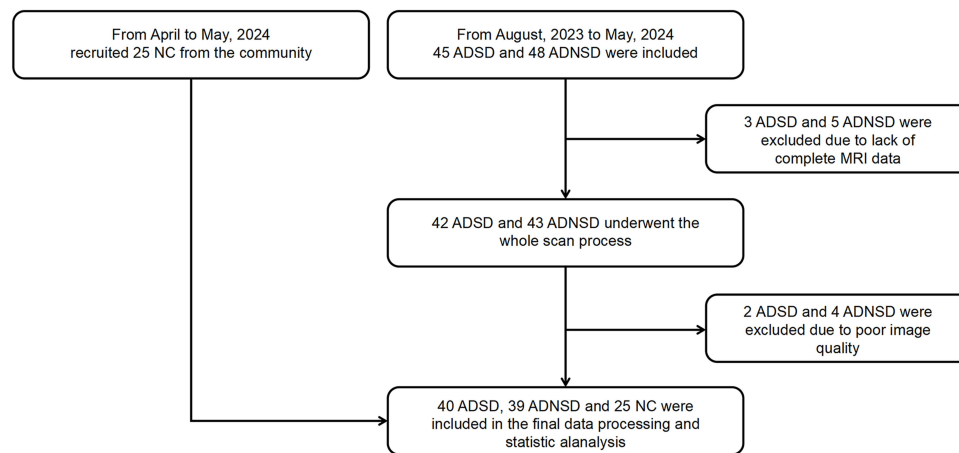 From April to May, 2024
recruited 25 NC from the community
From August, 2023 to May, 2024
45 ADSD and 48 ADNSD were included
3 ADSD and 5 ADNSD were
excluded due to lack of
complete MRI data
42 ADSD and 43 ADNSD underwent the
whole scan process
2 ADSD and 4 ADNSD were
excluded due to poor image
quality
40 ADSD, 39 ADNSD and 25 NC were
included in the final data processing and
statistic alanalysis